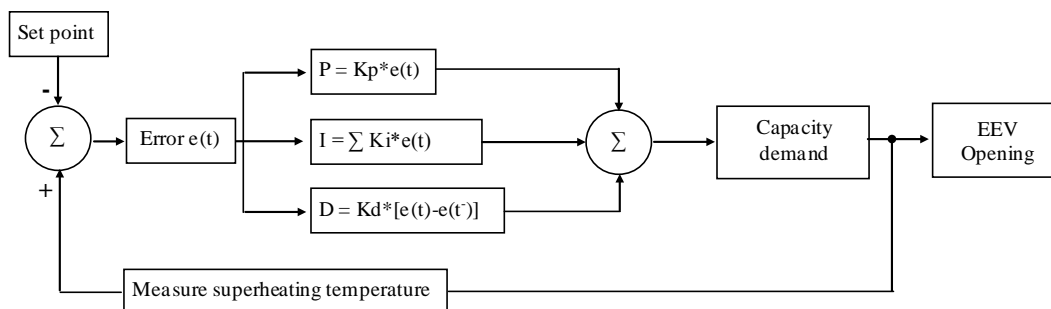 Set point
-
Σ
+
Error e(t)
P = Kp*e(t)
I = ∑ Ki*e(t)
D = Kd*[e(t)-e(t⁻)]
Σ
Capacity
demand
EEV
Opening
Measure superheating temperature